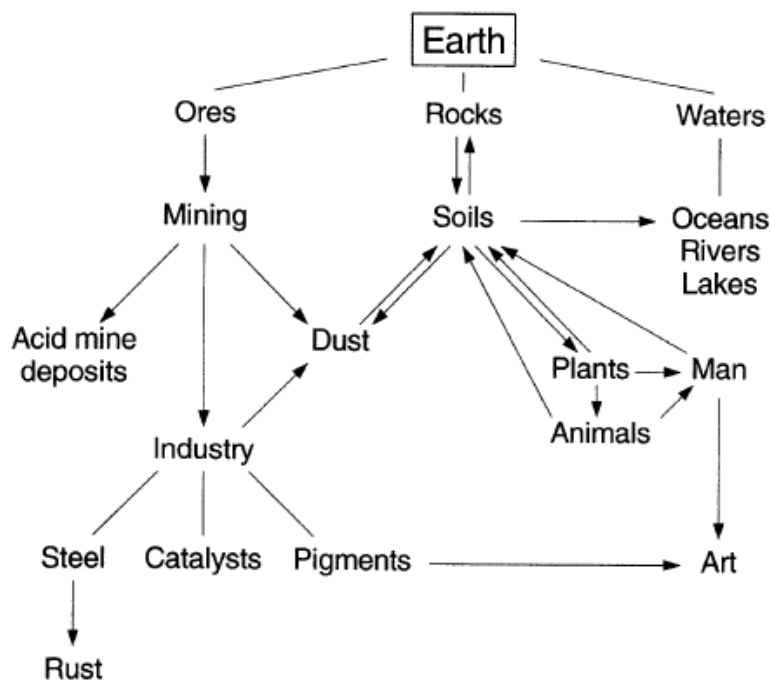 Earth
Ores
Rocks
Waters
Mining
Soils
Oceans
Rivers
Lakes
Acid mine
deposits
Dust
Plants
Man
Animals
Industry
Steel
Catalysts
Pigments
Art
Rust